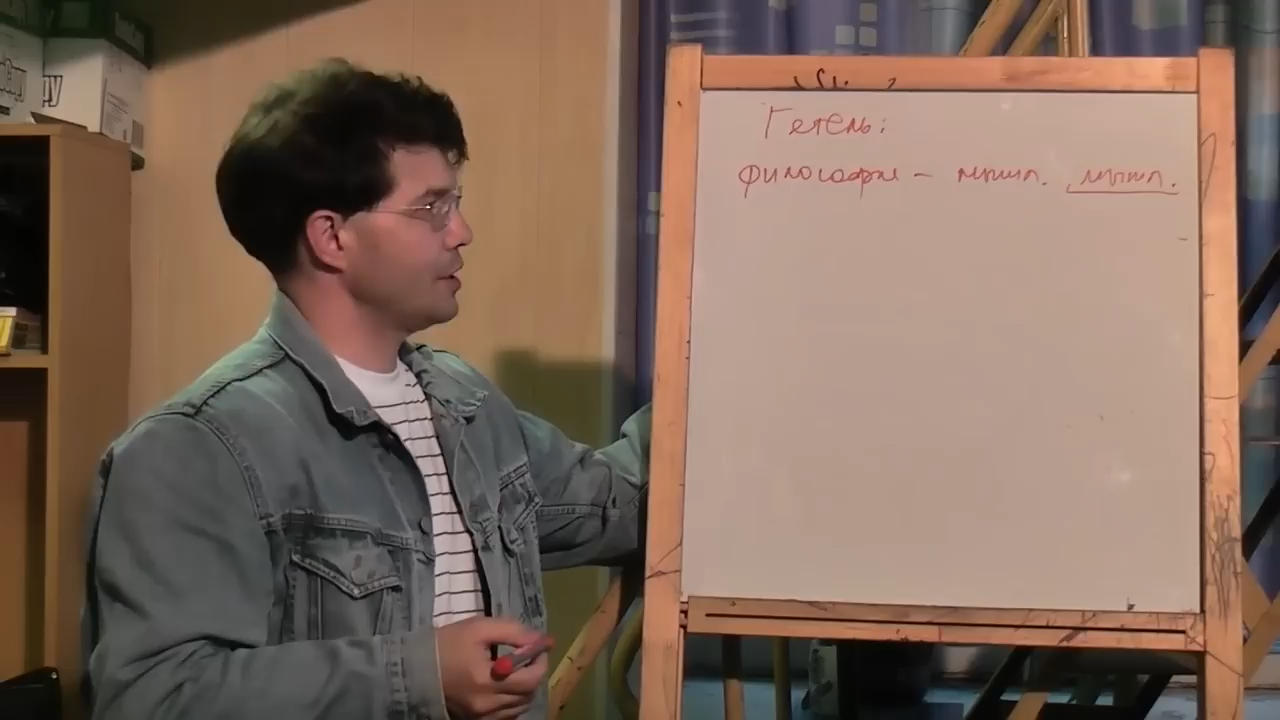 Гегель:
философия – мышл. мышл.